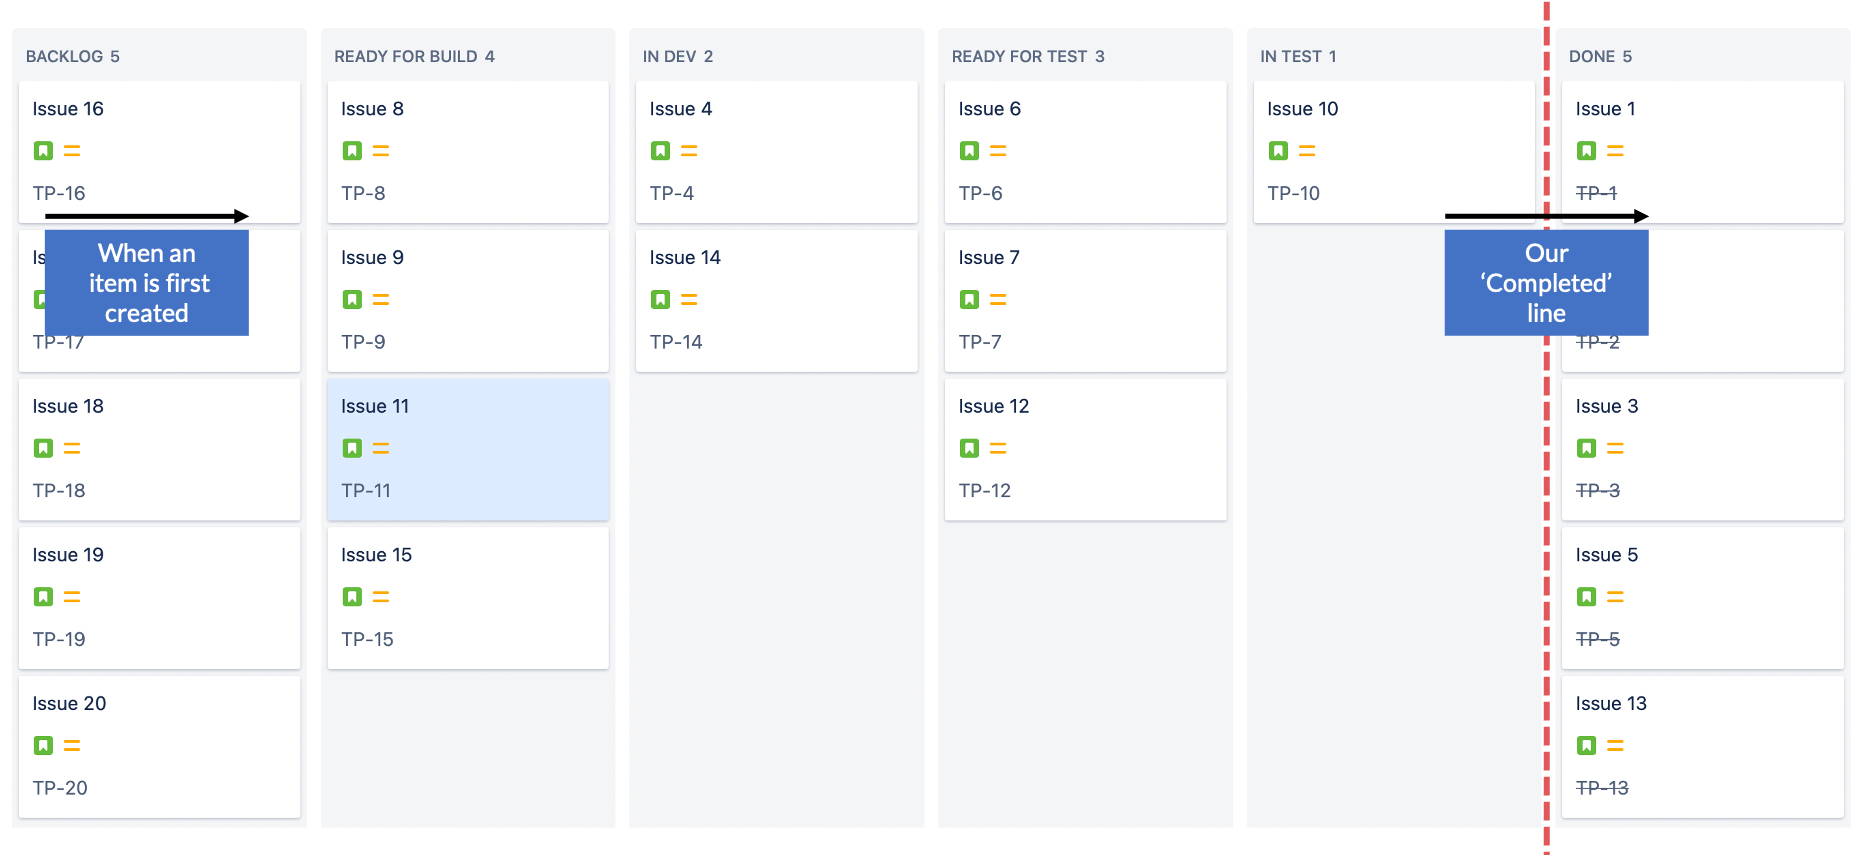 BACKLOG 5
Issue 16
TP-16
When an
item is first
created
Is
TP-17
Issue 18
TP-18
Issue 19
TP-19
Issue 20
TP-20
READY FOR BUILD 4
Issue 8
TP-8
Issue 9
TP-9
Issue 11
TP-11
Issue 15
TP-15
IN DEV 2
Issue 4
TP-4
Issue 14
TP-14
READY FOR TEST 3
Issue 6
TP-6
Issue 7
TP-7
Issue 12
TP-12
IN TEST 1
Issue 10
TP-10
Our
‘Completed’
line
DONE 5
Issue 1
TP-1
TP-2
Issue 3
TP-3
Issue 5
TP-5
Issue 13
TP-13